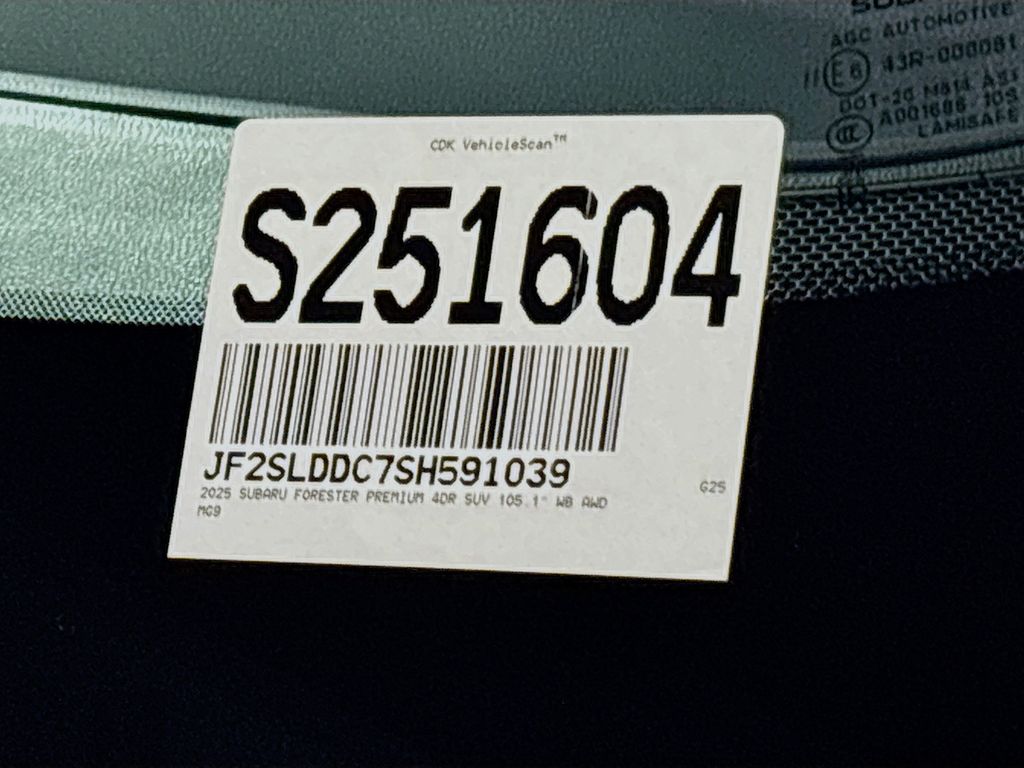 AGC AUTOMOTIVE
E6 43R-000081
LAMISAFE
CDK VehicleScan™
S251604
JF2SLDDC7SH591039
2025 SUBARU FORESTER PREMIUM 4DR SUV 105.1" WB AWD
G25
MG9